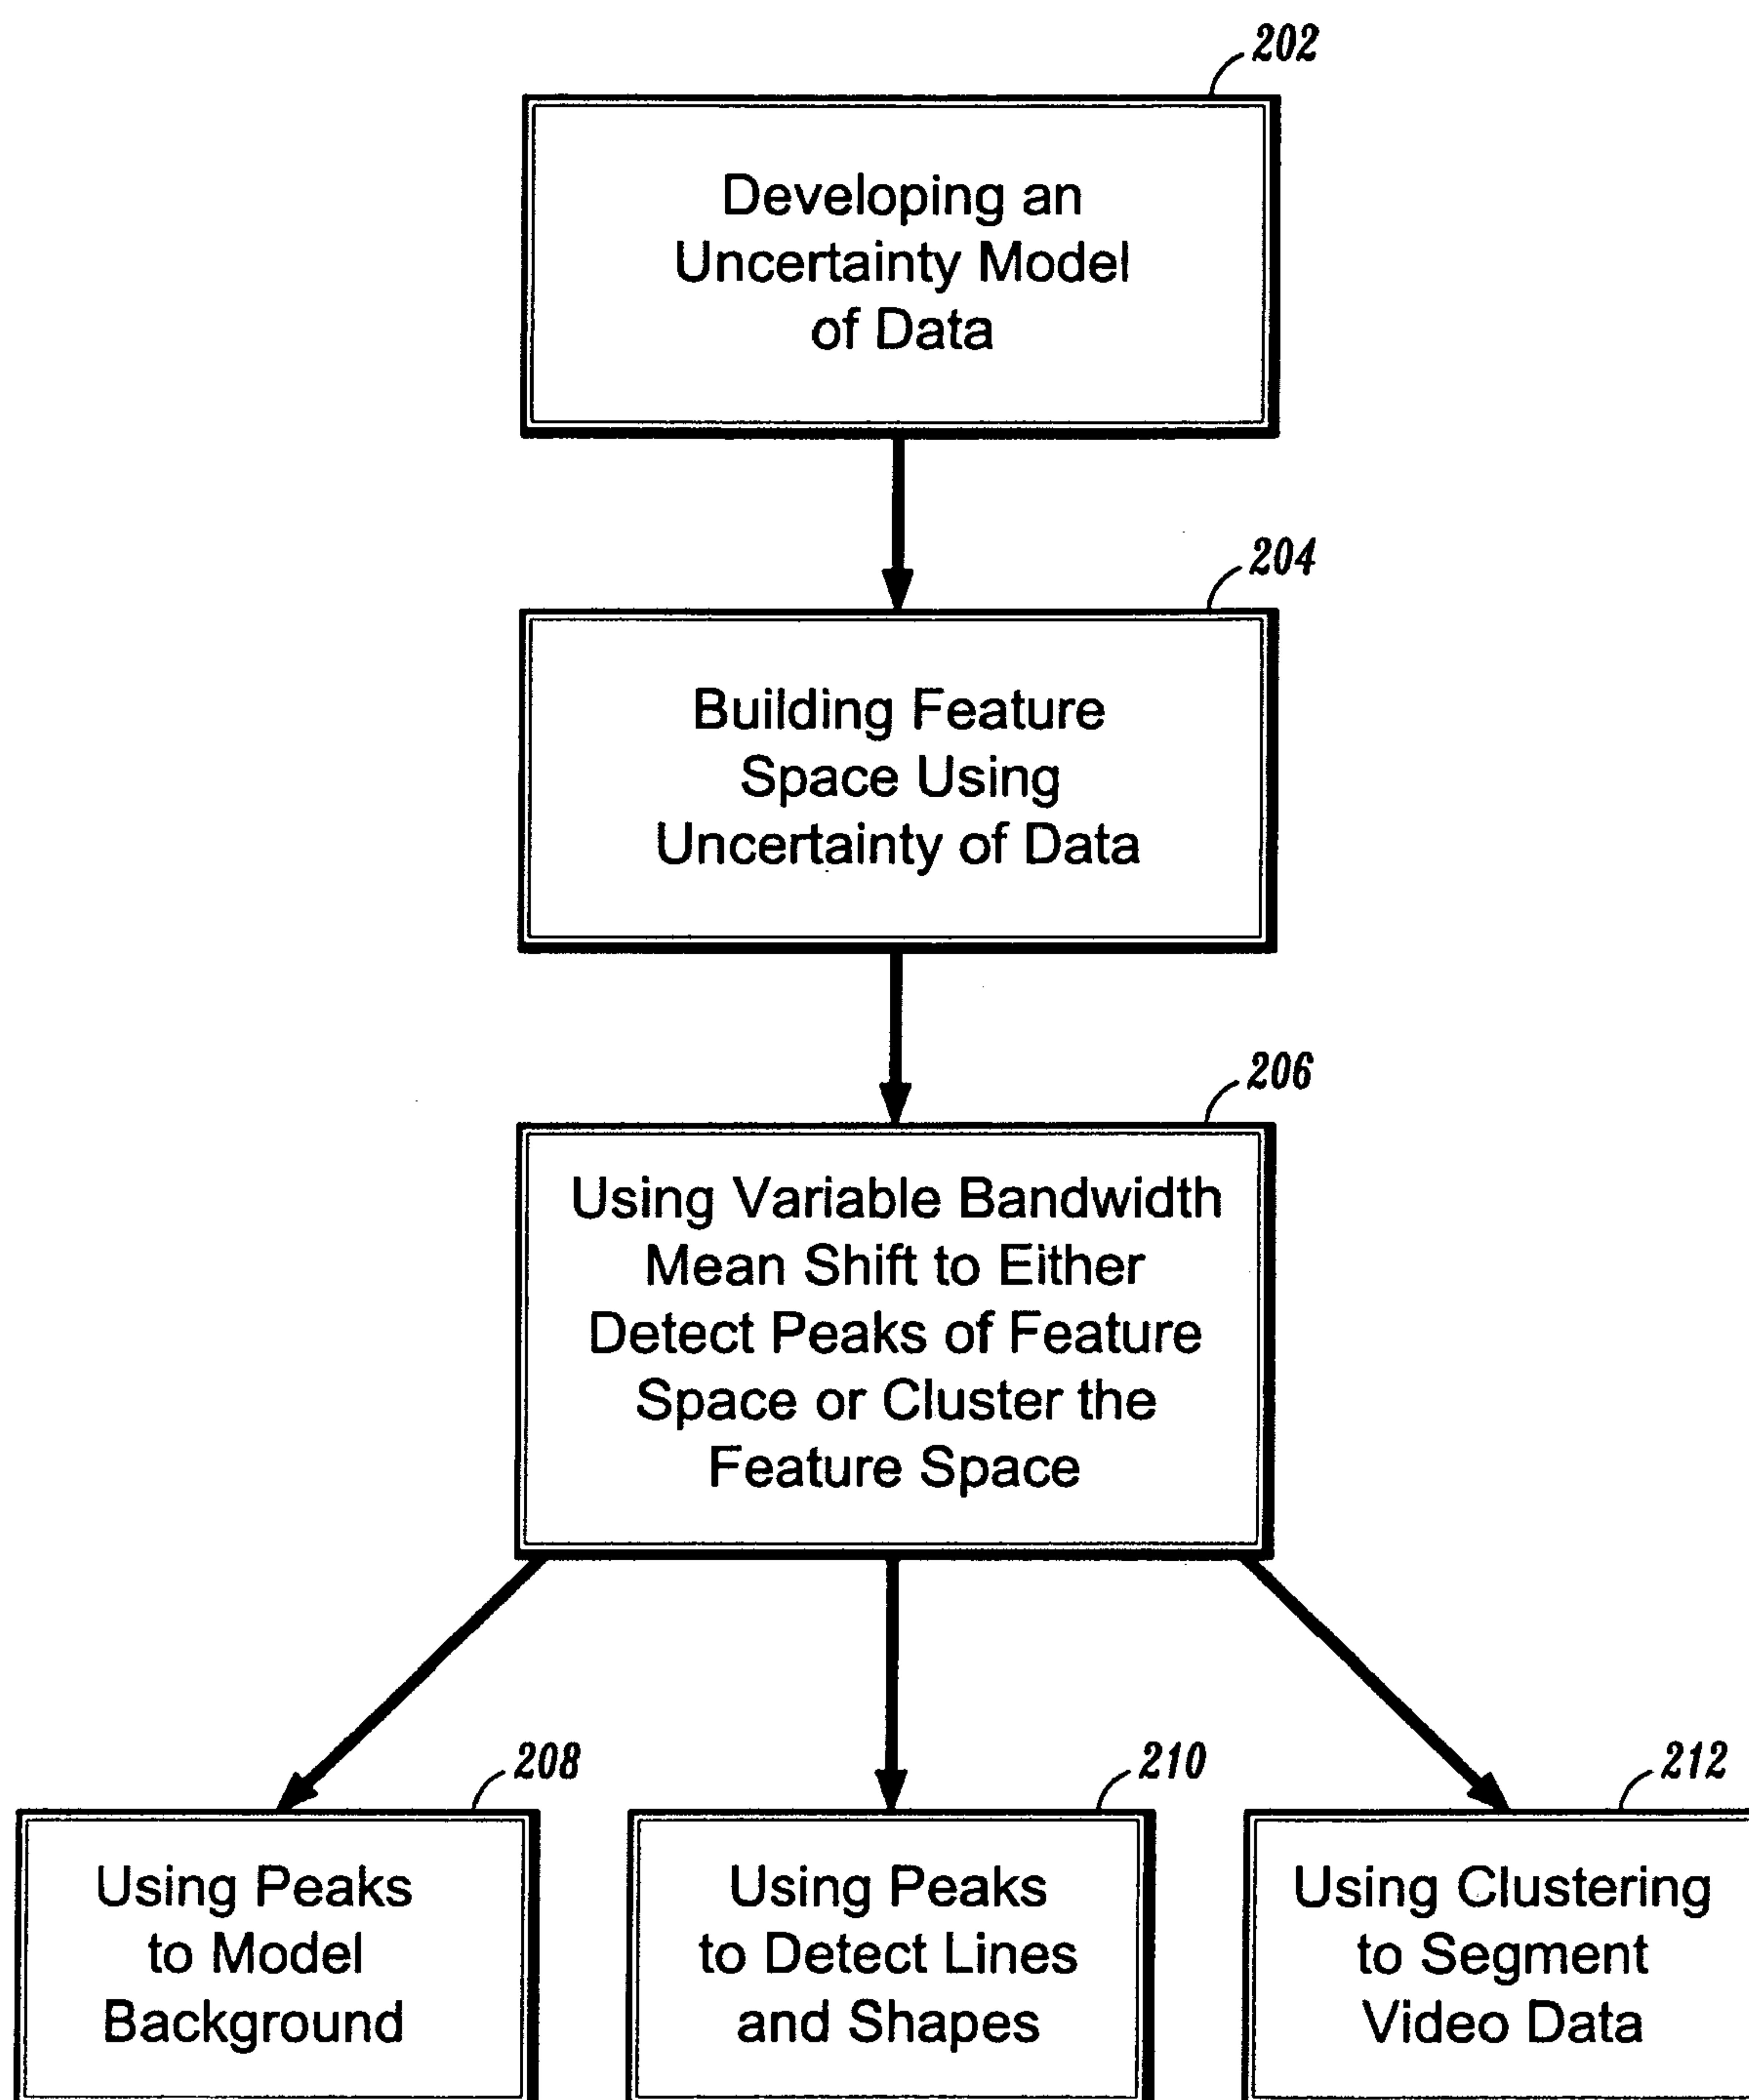 202
Developing an
Uncertainty Model
of Data
204
Building Feature
Space Using
Uncertainty of Data
206
Using Variable Bandwidth
Mean Shift to Either
Detect Peaks of Feature
Space or Cluster the
Feature Space
208
Using Peaks
to Model
Background
210
Using Peaks
to Detect Lines
and Shapes
212
Using Clustering
to Segment
Video Data